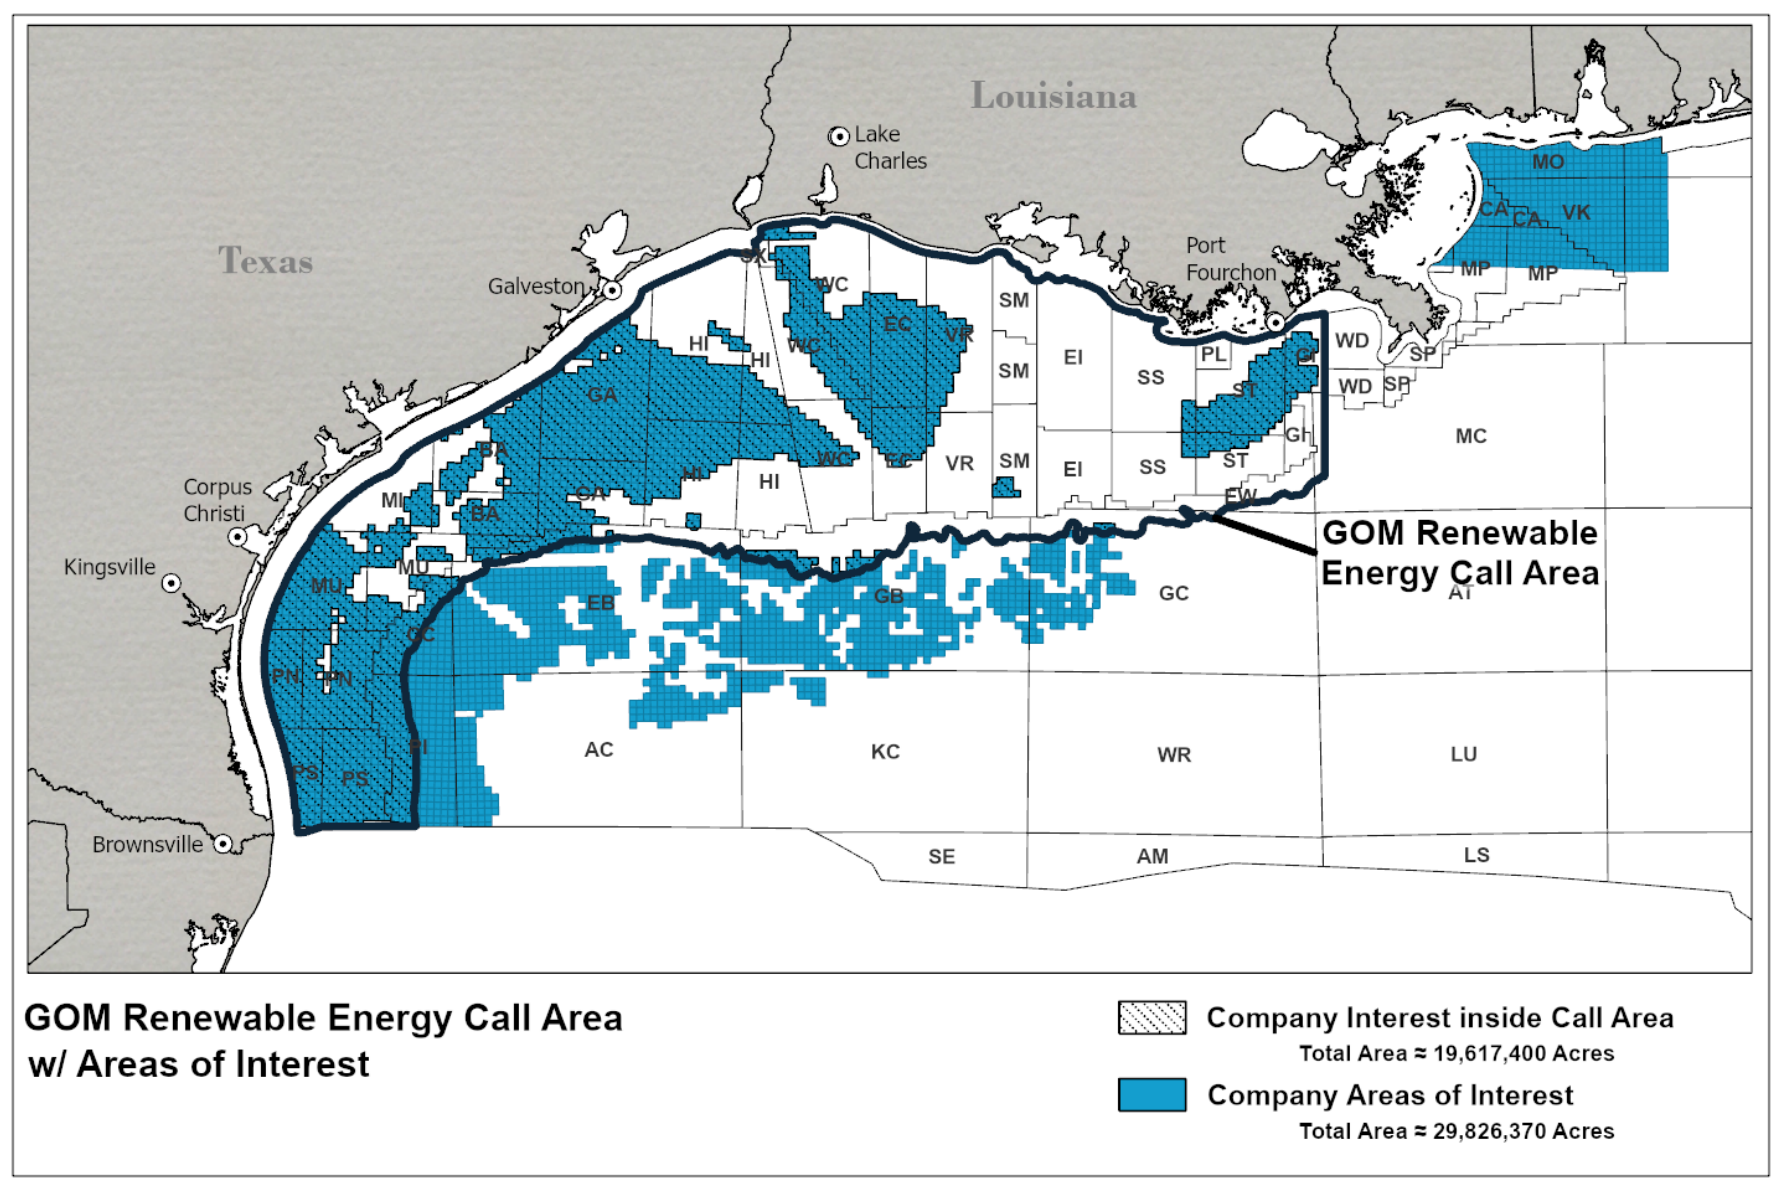 Louisiana
Lake
Charles
Texas
Galveston
Port
Fourchon
Corpus
Christi
Kingsville
Brownsville
MO
CA
CA
VK
MP
MP
SX
WC
SM
EC
VR
HI
WC
HI
SM
EI
SS
PL
GI
WD
SP
WD
SP
GA
ST
GI
MC
BA
WC
EC
VR
SM
EI
SS
ST
HI
HI
GA
MI
BA
EW
GOM Renewable
Energy Call Area
MU
MU
EB
GB
GC
AT
CC
PN
PN
PI
AC
KC
WR
LU
PS
PS
SE
AM
LS
GOM Renewable Energy Call Area
w/ Areas of Interest
Company Interest inside Call Area
Total Area ≈ 19,617,400 Acres
Company Areas of Interest
Total Area ≈ 29,826,370 Acres